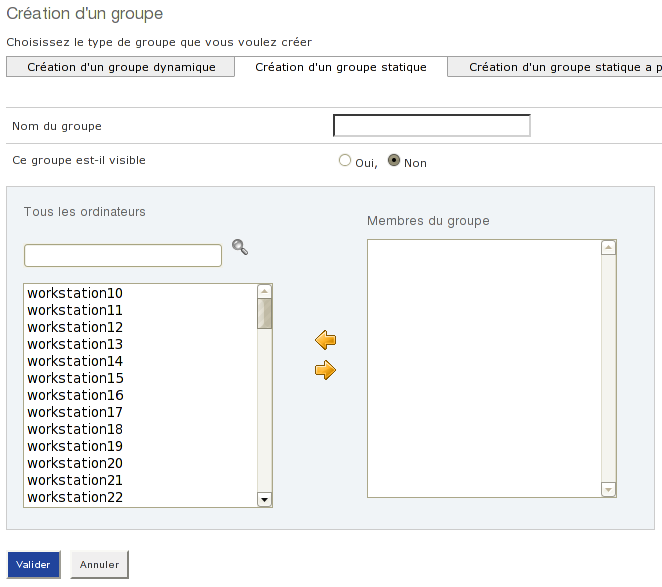 Création d'un groupe
Choisissez le type de groupe que vous voulez créer
Création d'un groupe dynamique
Création d'un groupe statique
Création d'un groupe statique a p
Nom du groupe
Ce groupe est-il visible
Oui,
Non
Tous les ordinateurs
Membres du groupe
workstation10
workstation11
workstation12
workstation13
workstation14
workstation15
workstation16
workstation17
workstation18
workstation19
workstation20
workstation21
workstation22
Valider
Annuler